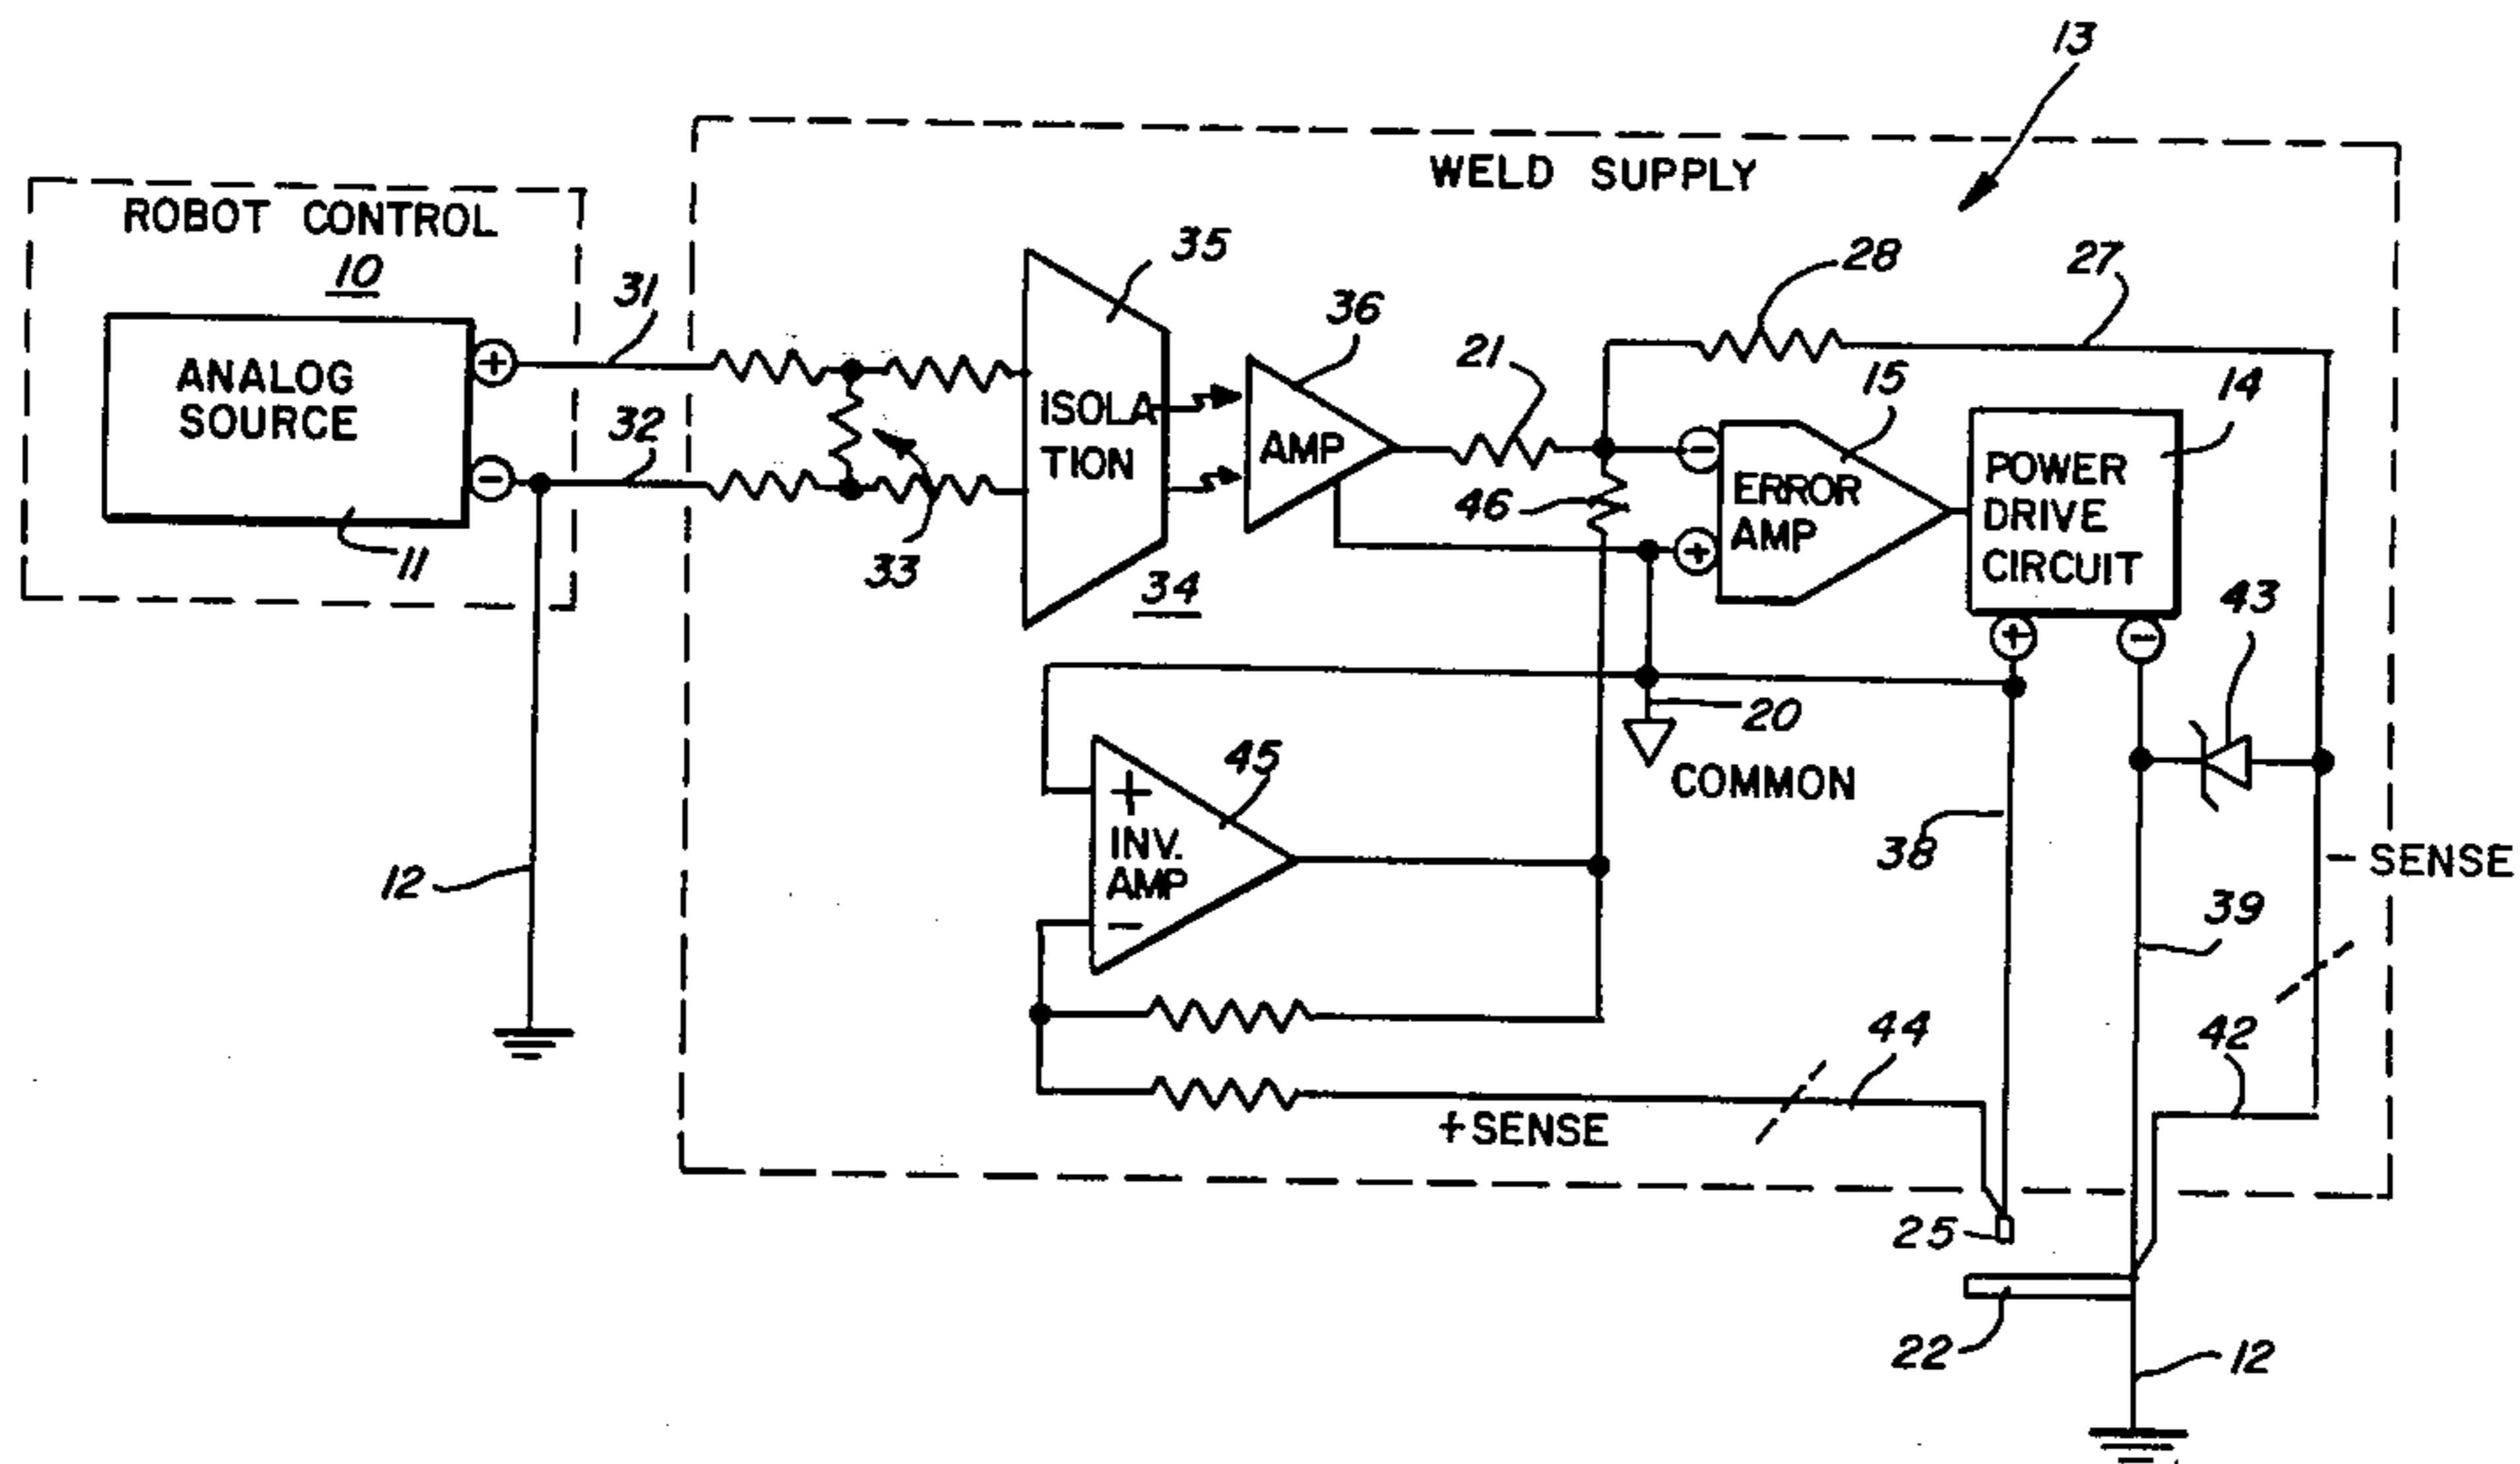 13
WELD SUPPLY
ROBOT CONTROL
10
ANALOG
SOURCE
+
-
11
31
32
33
12
35
ISOLA
TION
34
36
AMP
21
46
28
27
15
-
+
ERROR
AMP
14
POWER
DRIVE
CIRCUIT
+
-
43
20
COMMON
45
+
INV.
AMP
-
38
39
- SENSE
44
42
+SENSE
25
22
12